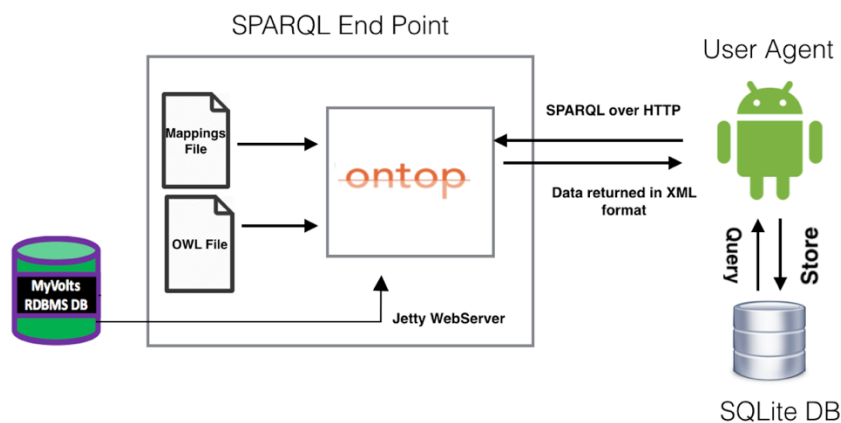 SPARQL End Point
User Agent
Mappings
File
SPARQL over HTTP
ontop
Data returned in XML
format
OWL File
Query
Store
MyVolts
RDBMS DB
Jetty WebServer
SQLite DB